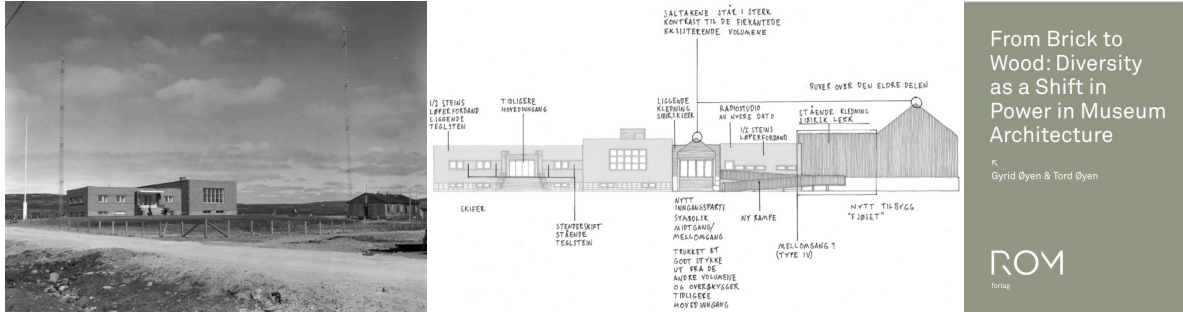 SALTAKENE STÅR I STERK
KONTRAST TIL DE FIRKANTEDE
EKSISTERENDE VOLUMENE
RUVER OVER DEN ELDRE DELEN
1/2 STEINS
LØPERFORBAND
LIGGENDE
TEGLSTEN
TIDLIGERE
HOVEDINNGANG
LIGGENDE
KLEDNING
SIBIRSK LERK
RADIOSTUDIO
AV NYERE DATO
1/2 STEINS
LØPERFORBAND
STÅENDE KLEDNING
SIBIRSK LERK
SKIFER
STENDERSKIFT
STÅENDE
TEGLSTEIN
NYTT
INNGANGSPARTI
SYMBOLSK
MIDTGANG/
MELLOMGANG
TRUKKET ET
GODT STYKKE
UT FRA DE
ANDRE VOLUMENE
OG OVERSKYGGER
TIDLIGERE
HOVEDINNGANG
NY RAMPE
MELLOMGANG?
(TYPE IV)
NYTT TILBYGG
"FJØSET"
From Brick to
Wood: Diversity
as a Shift in
Power in Museum
Architecture
Gyrid Øyen & Tord Øyen
ROM
forlag